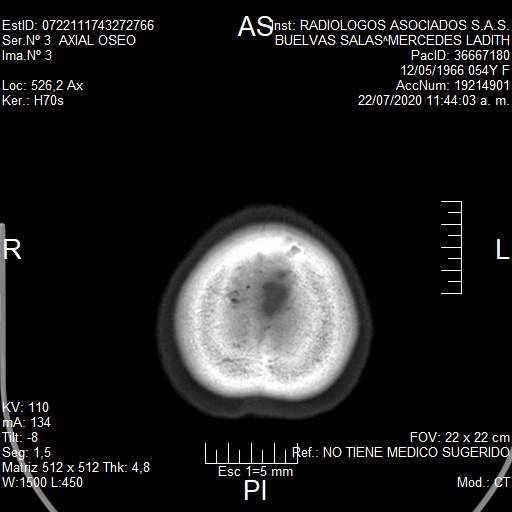 EstID: 0722111743272766
Ser.Nº 3 AXIAL OSEO
Ima.Nº 3
Loc: 526,2 Ax
Ker.: H70s
AS
Inst: RADIOLOGOS ASOCIADOS S.A.S.
BUELVAS SALAS^MERCEDES LADITH
PacID: 36667180
12/05/1966 054Y F
AccNum: 19214901
22/07/2020 11:44:03 a. m.
R
L
KV: 110
mA: 134
Tilt: -8
Seg: 1,5
Matriz 512 x 512 Thk: 4,8
W:1500 L:450
Esc 1=5 mm
PI
FOV: 22 x 22 cm
Ref.: NO TIENE MEDICO SUGERIDO
Mod.: CT